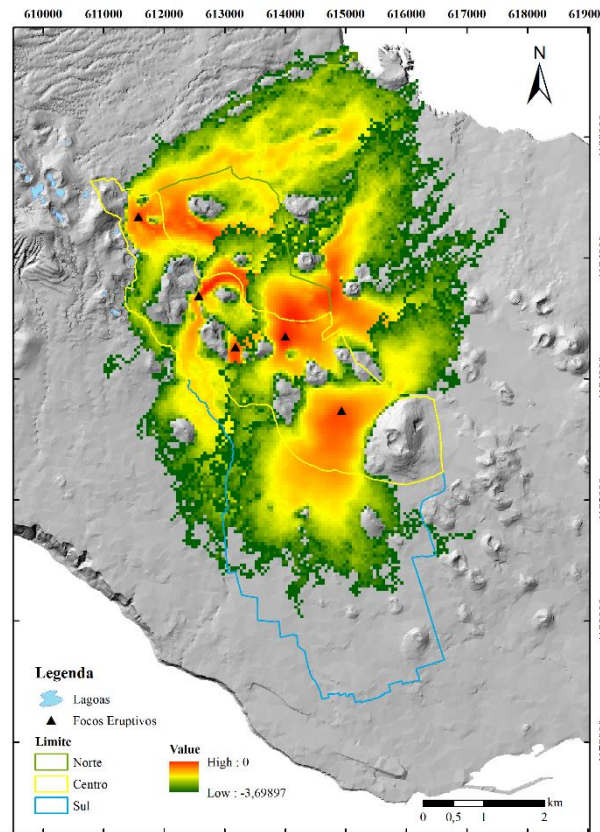 610000 611000 612000 613000 614000 615000 616000 617000 618000 619000
N
Legenda
Lagoas
Focos Eruptivos
Limite
Norte
Centro
Sul
Value
High : 0
Low : -3,69897
km
0 0,5 1 2